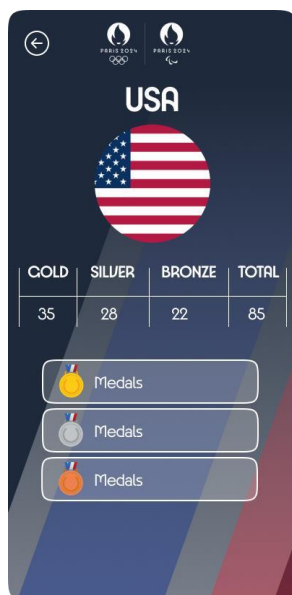 PARIS 2024 PARIS 2024
USA
GOLD SILVER BRONZE TOTAL
35 28 22 85
Medals
Medals
Medals